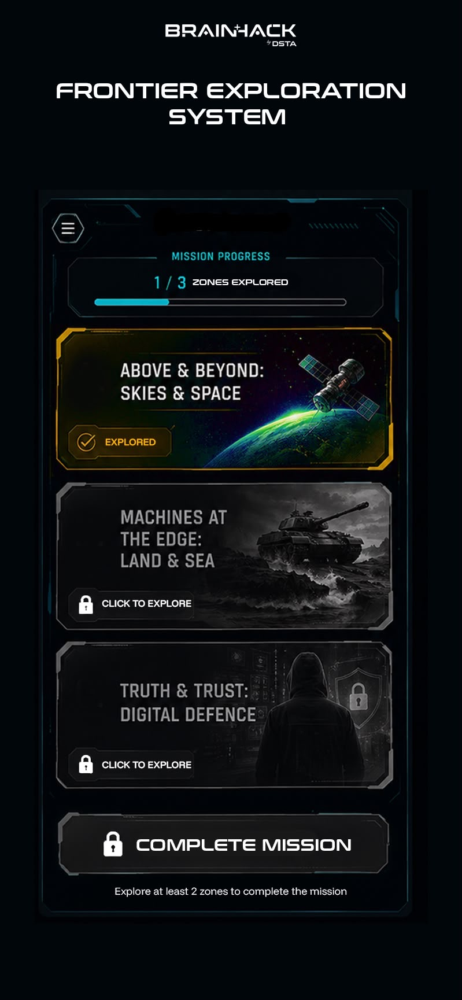 BRAINHACK
by DSTA
FRONTIER EXPLORATION
SYSTEM
MISSION PROGRESS
1 / 3 ZONES EXPLORED
ABOVE & BEYOND:
SKIES & SPACE
EXPLORED
MACHINES AT
THE EDGE:
LAND & SEA
CLICK TO EXPLORE
TRUTH & TRUST:
DIGITAL DEFENCE
CLICK TO EXPLORE
COMPLETE MISSION
Explore at least 2 zones to complete the mission